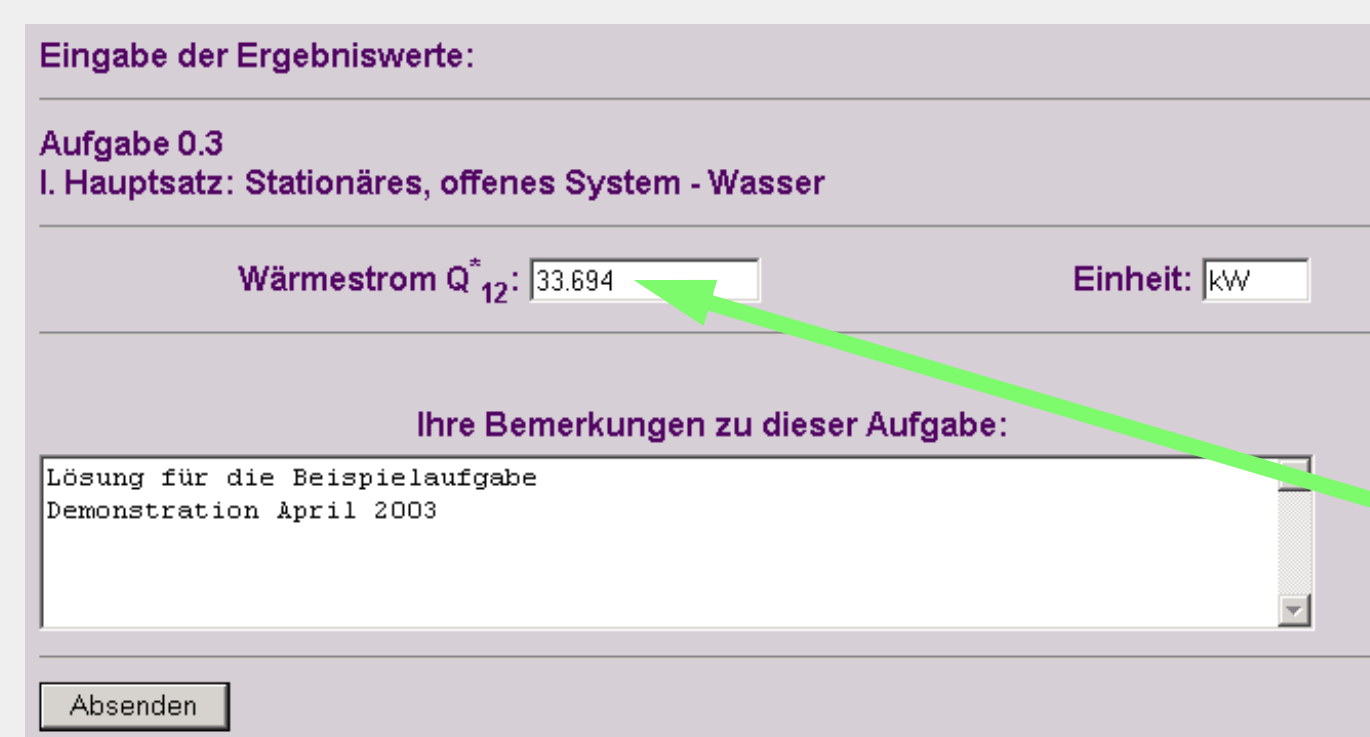 Eingabe der Ergebniswerte:
Aufgabe 0.3
I. Hauptsatz: Stationäres, offenes System - Wasser
Wärmestrom Q*12: 33.694 Einheit: kW
Ihre Bemerkungen zu dieser Aufgabe:
Lösung für die Beispielaufgabe
Demonstration April 2003
Absenden